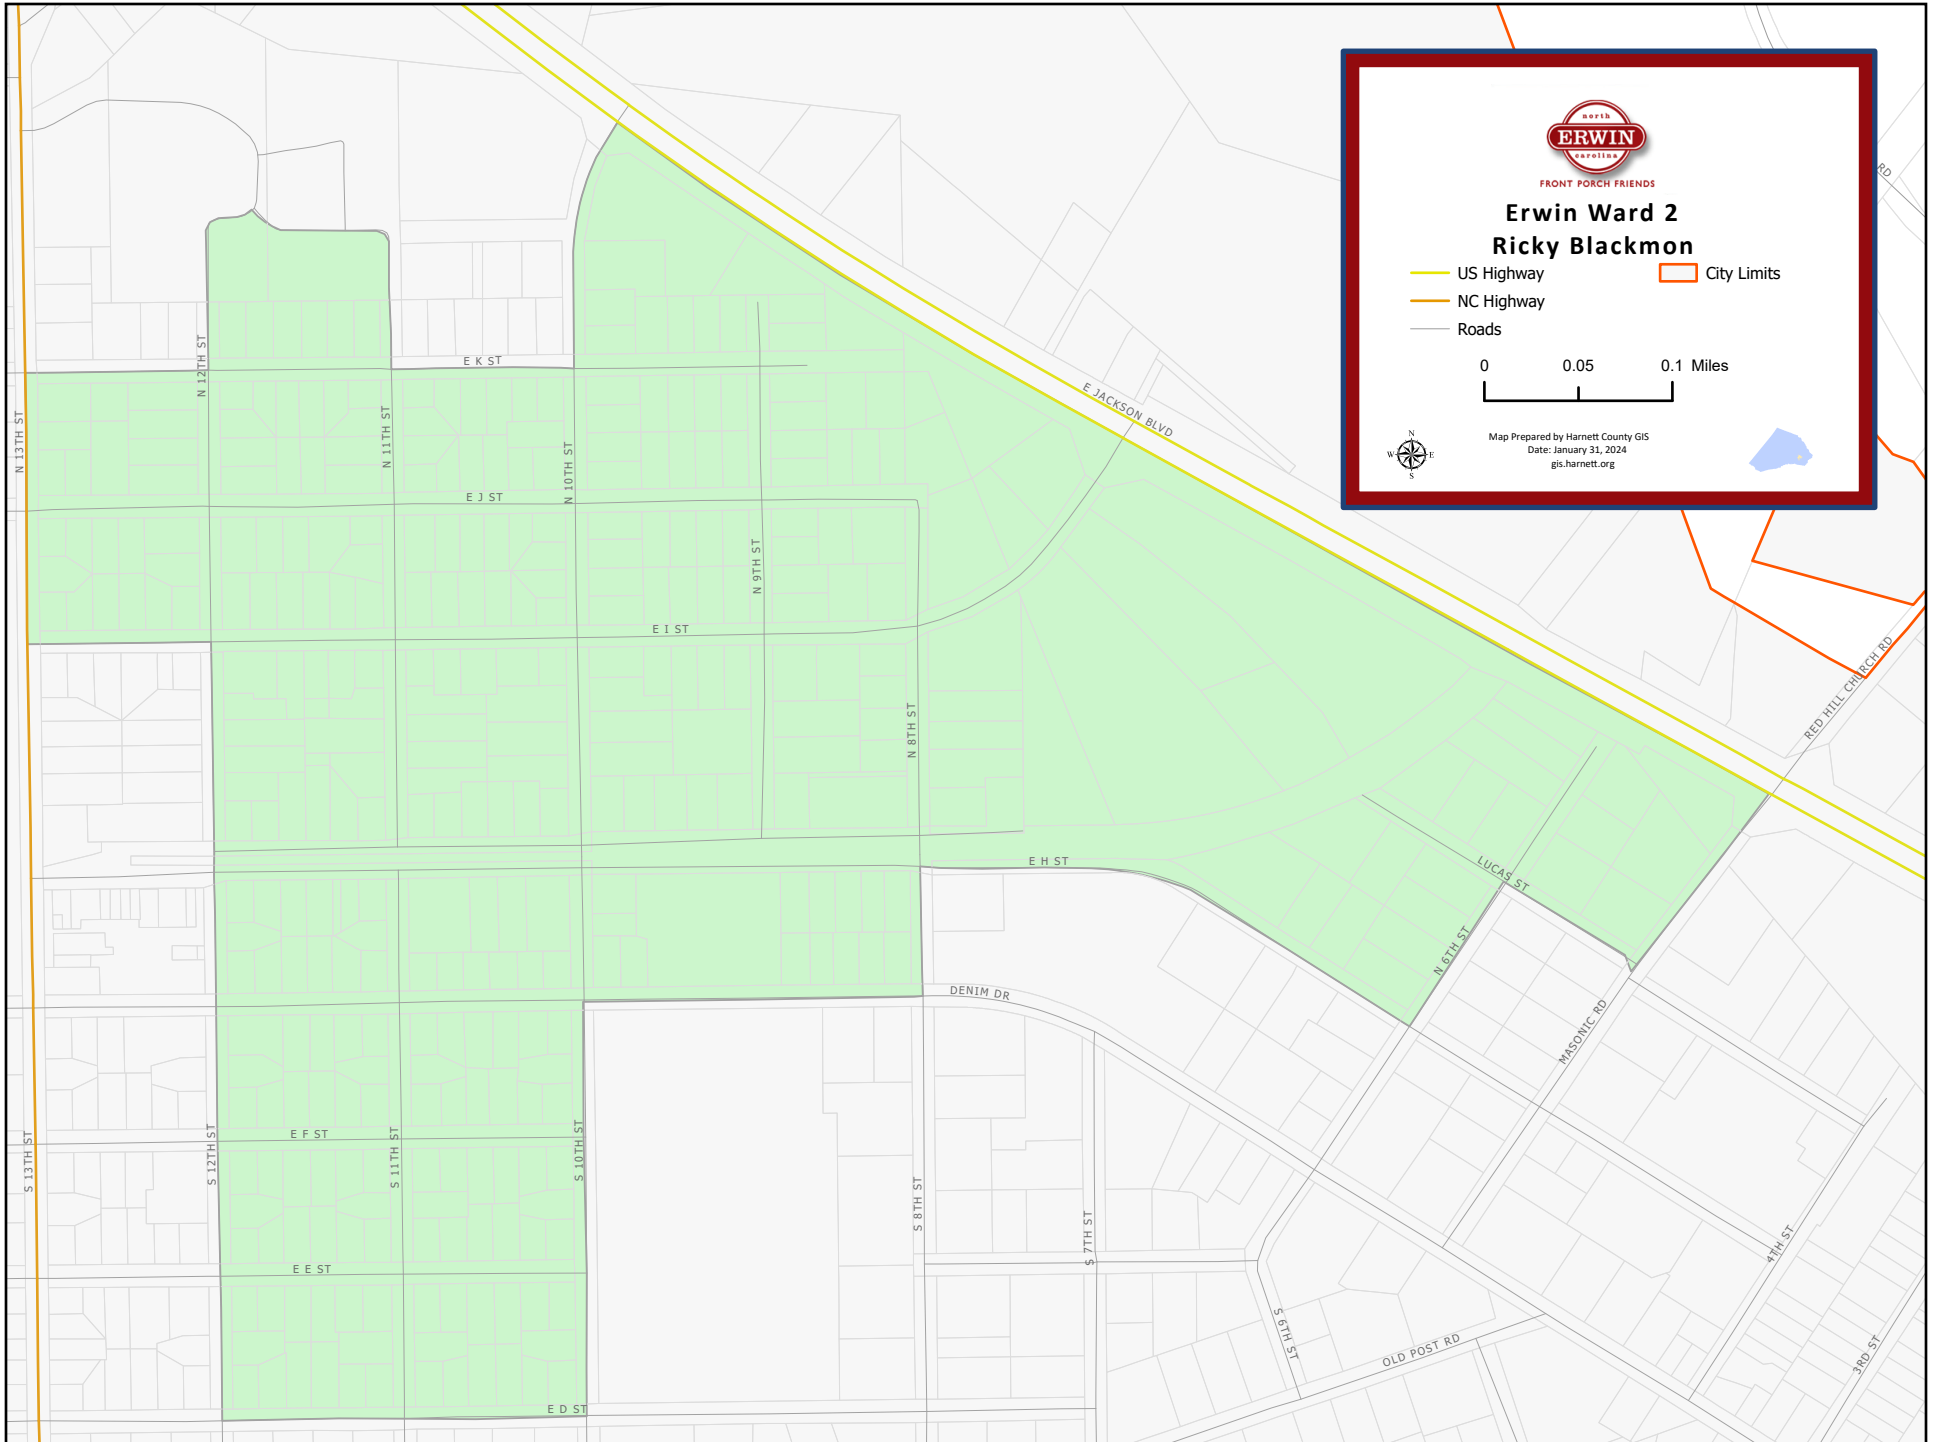 north
ERWIN
carolina
FRONT PORCH FRIENDS
Erwin Ward 2
Ricky Blackmon
US Highway
City Limits
NC Highway
Roads
0 0.05 0.1 Miles
N
W E
S
Map Prepared by Harnett County GIS
Date: January 31, 2024
gis.harnett.org
RD
E K ST
N 12TH ST
N 13TH ST
N 11TH ST
N 10TH ST
E JACKSON BLVD
E J ST
N 9TH ST
E I ST
N 8TH ST
RED HILL CHURCH RD
E H ST
LUCAS ST
N 6TH ST
DENIM DR
MASONIC RD
E F ST
S 13TH ST
S 12TH ST
S 11TH ST
S 10TH ST
S 8TH ST
S 7TH ST
4TH ST
E E ST
S 6TH ST
OLD POST RD
3RD ST
E D ST